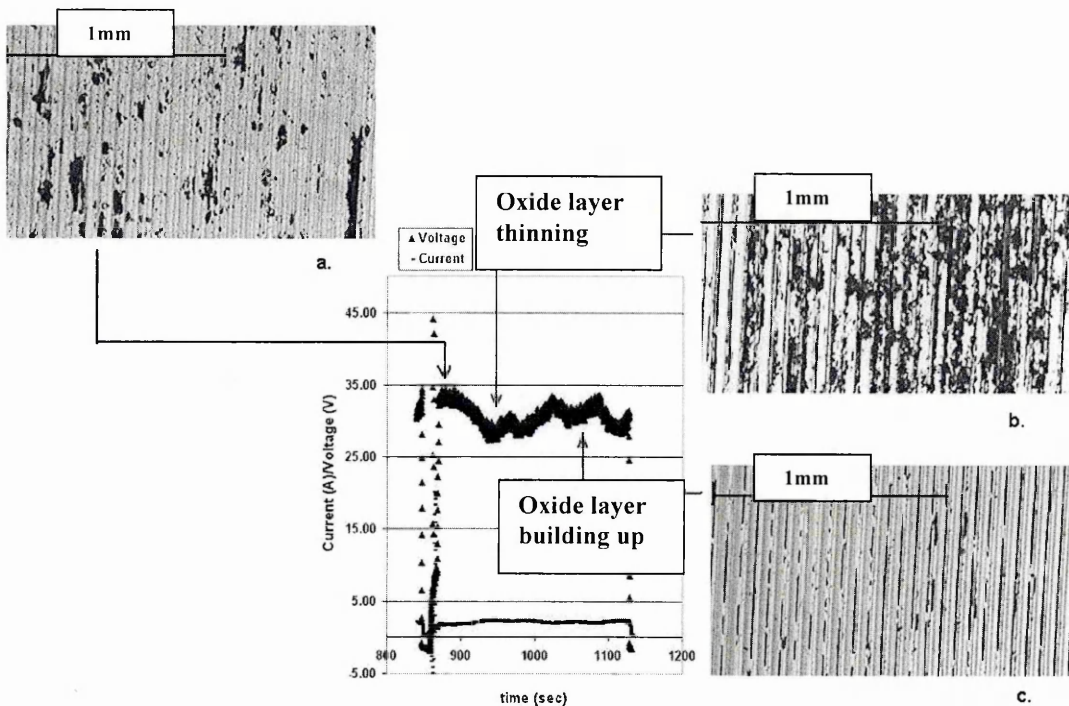 1mm
a.
Oxide layer
thinning
1mm
b.
▲ Voltage
- Current
45.00
35.00
25.00
15.00
5.00
-5.00
Current (A)/Voltage (V)
800
900
1000
1100
1200
time (sec)
Oxide layer
building up
1mm
c.